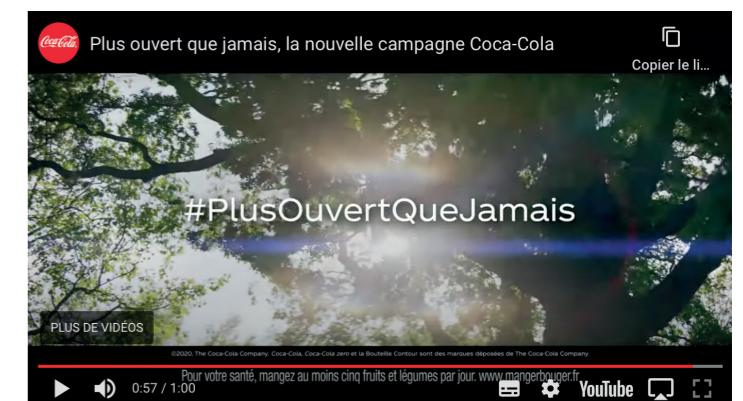 Coca-Cola
Plus ouvert que jamais, la nouvelle campagne Coca-Cola
Copier le li...
#PlusOuvertQueJamais
PLUS DE VIDÉOS
©2020, The Coca-Cola Company. Coca-Cola, Coca-Cola zero et la Bouteille Contour sont des marques déposées de The Coca-Cola Company.
Pour votre santé, mangez au moins cinq fruits et légumes par jour. www.mangerbouger.fr
0:57 / 1:00
YouTube